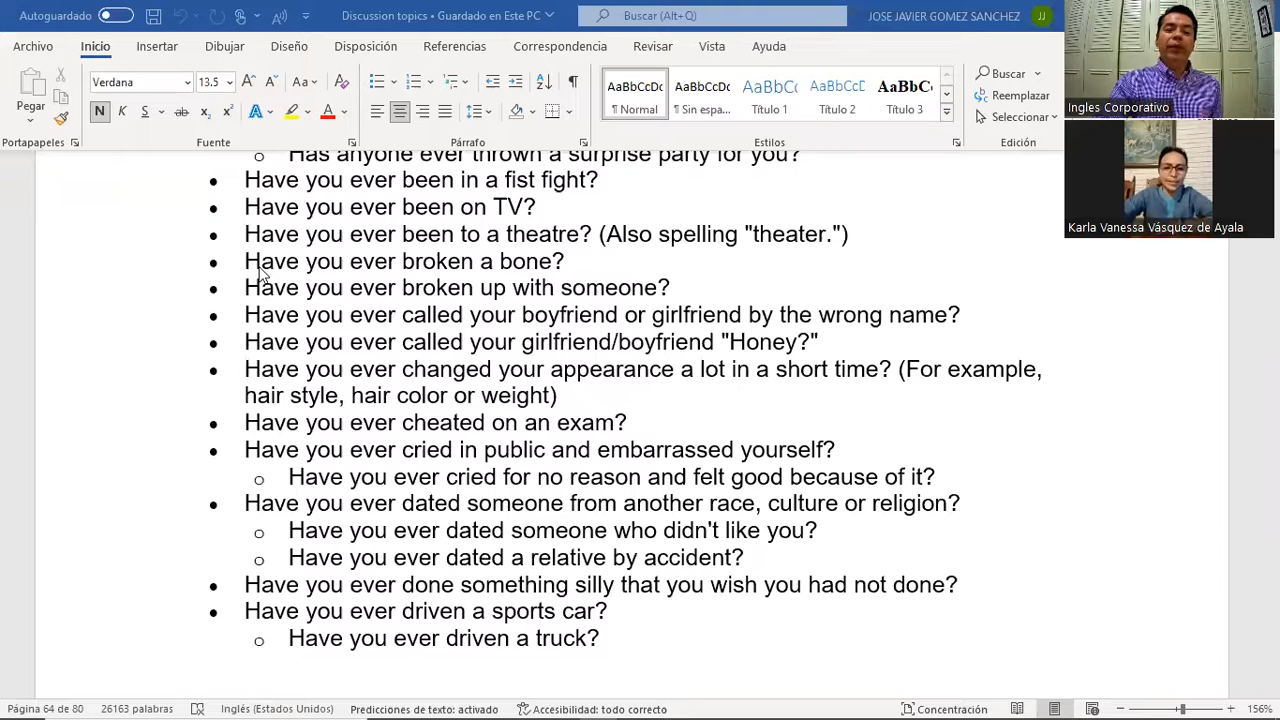 Autoguardado
Discussion topics • Guardado en Este PC
Buscar (Alt+Q)
JOSE JAVIER GOMEZ SANCHEZ
JJ
Archivo Inicio Insertar Dibujar Diseño Disposición Referencias Correspondencia Revisar Vista Ayuda
Pegar
Verdana 13.5
N K S
AaBbCcDc AaBbCcDc AaBbCc AaBbCcD AaBbC
¶ Normal ¶ Sin espa... Título 1 Título 2 Título 3
Buscar
Reemplazar
Seleccionar
Portapapeles Fuente Párrafo Estilos Edición
Ingles Corporativo
Karla Vanessa Vásquez de Ayala
o Has anyone ever thrown a surprise party for you?
• Have you ever been in a fist fight?
• Have you ever been on TV?
• Have you ever been to a theatre? (Also spelling "theater.")
• Have you ever broken a bone?
• Have you ever broken up with someone?
• Have you ever called your boyfriend or girlfriend by the wrong name?
• Have you ever called your girlfriend/boyfriend "Honey?"
• Have you ever changed your appearance a lot in a short time? (For example,
hair style, hair color or weight)
• Have you ever cheated on an exam?
• Have you ever cried in public and embarrassed yourself?
o Have you ever cried for no reason and felt good because of it?
• Have you ever dated someone from another race, culture or religion?
o Have you ever dated someone who didn't like you?
o Have you ever dated a relative by accident?
• Have you ever done something silly that you wish you had not done?
• Have you ever driven a sports car?
o Have you ever driven a truck?
Página 64 de 80 26163 palabras Inglés (Estados Unidos) Predicciones de texto: activado Accesibilidad: todo correcto Concentración 156%